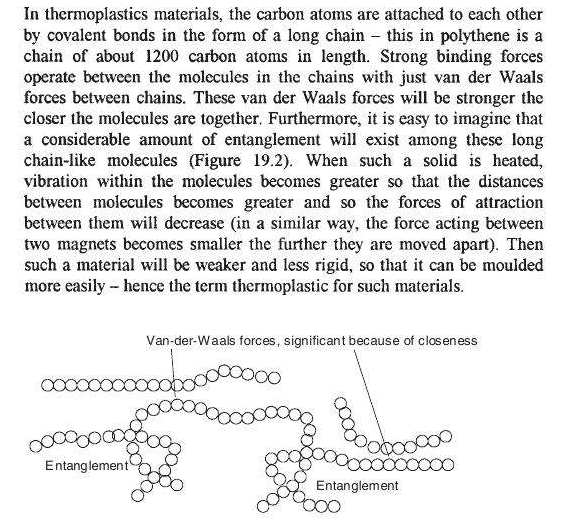 In thermoplastics materials, the carbon atoms are attached to each other
by covalent bonds in the form of a long chain – this in polythene is a
chain of about 1200 carbon atoms in length. Strong binding forces
operate between the molecules in the chains with just van der Waals
forces between chains. These van der Waals forces will be stronger the
closer the molecules are together. Furthermore, it is easy to imagine that
a considerable amount of entanglement will exist among these long
chain-like molecules (Figure 19.2). When such a solid is heated,
vibration within the molecules becomes greater so that the distances
between molecules becomes greater and so the forces of attraction
between them will decrease (in a similar way, the force acting between
two magnets becomes smaller the further they are moved apart). Then
such a material will be weaker and less rigid, so that it can be moulded
more easily – hence the term thermoplastic for such materials.
Van-der-Waals forces, significant because of closeness
Entanglement
Entanglement